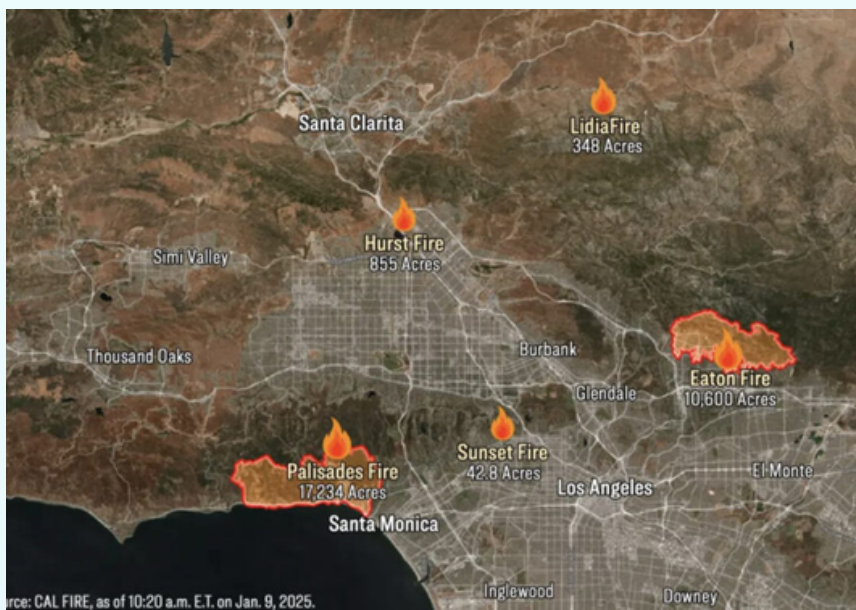 Santa Clarita
LidiaFire
348 Acres
Hurst Fire
855 Acres
Simi Valley
Thousand Oaks
Burbank
Glendale
Eaton Fire
10,600 Acres
Palisades Fire
17,234 Acres
Sunset Fire
42.8 Acres
El Monte
Los Angeles
Santa Monica
Inglewood
Downey
rce: CAL FIRE, as of 10:20 a.m. E.T. on Jan. 9, 2025.